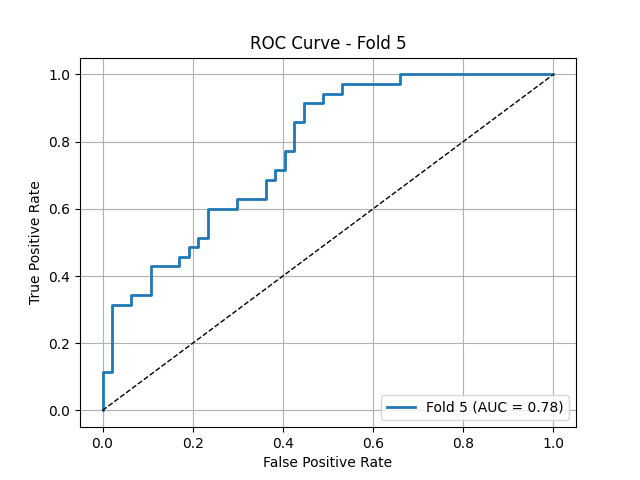 ROC Curve - Fold 5
True Positive Rate
1.0
0.8
0.6
0.4
0.2
0.0
Fold 5 (AUC = 0.78)
0.0 0.2 0.4 0.6 0.8 1.0
False Positive Rate